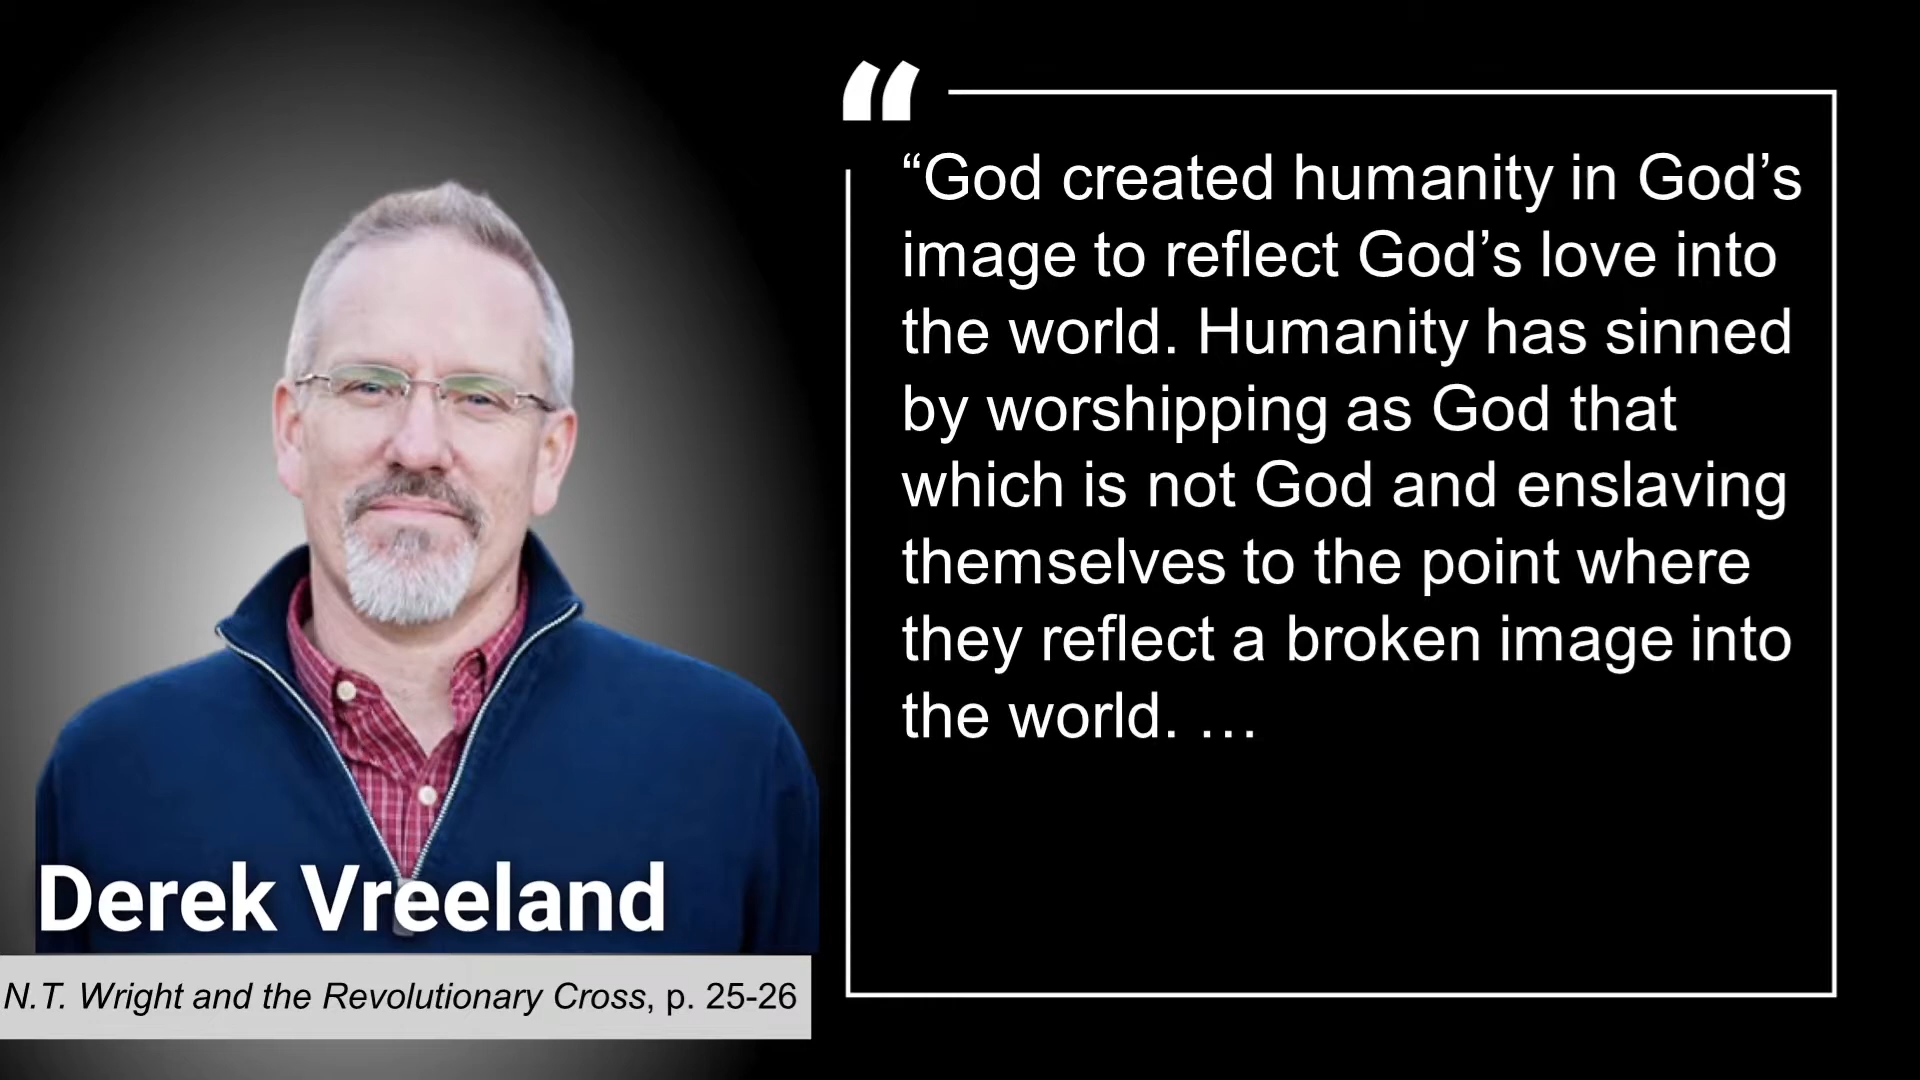 “
“God created humanity in God’s
image to reflect God’s love into
the world. Humanity has sinned
by worshipping as God that
which is not God and enslaving
themselves to the point where
they reflect a broken image into
the world. …
Derek Vreeland
N.T. Wright and the Revolutionary Cross, p. 25-26